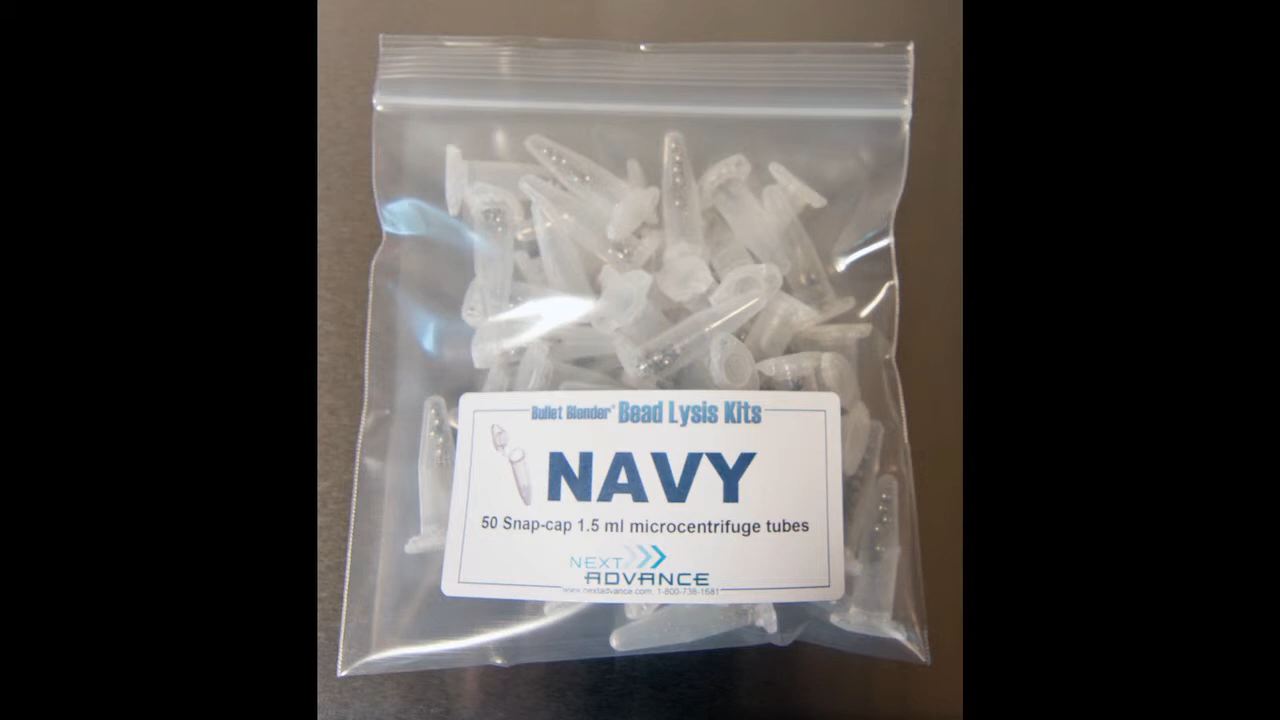 Bullet Blender® Bead Lysis Kits
NAVY
50 Snap-cap 1.5 ml microcentrifuge tubes
NEXT
ADVANCE
www.nextadvance.com. 1-800-738-1681